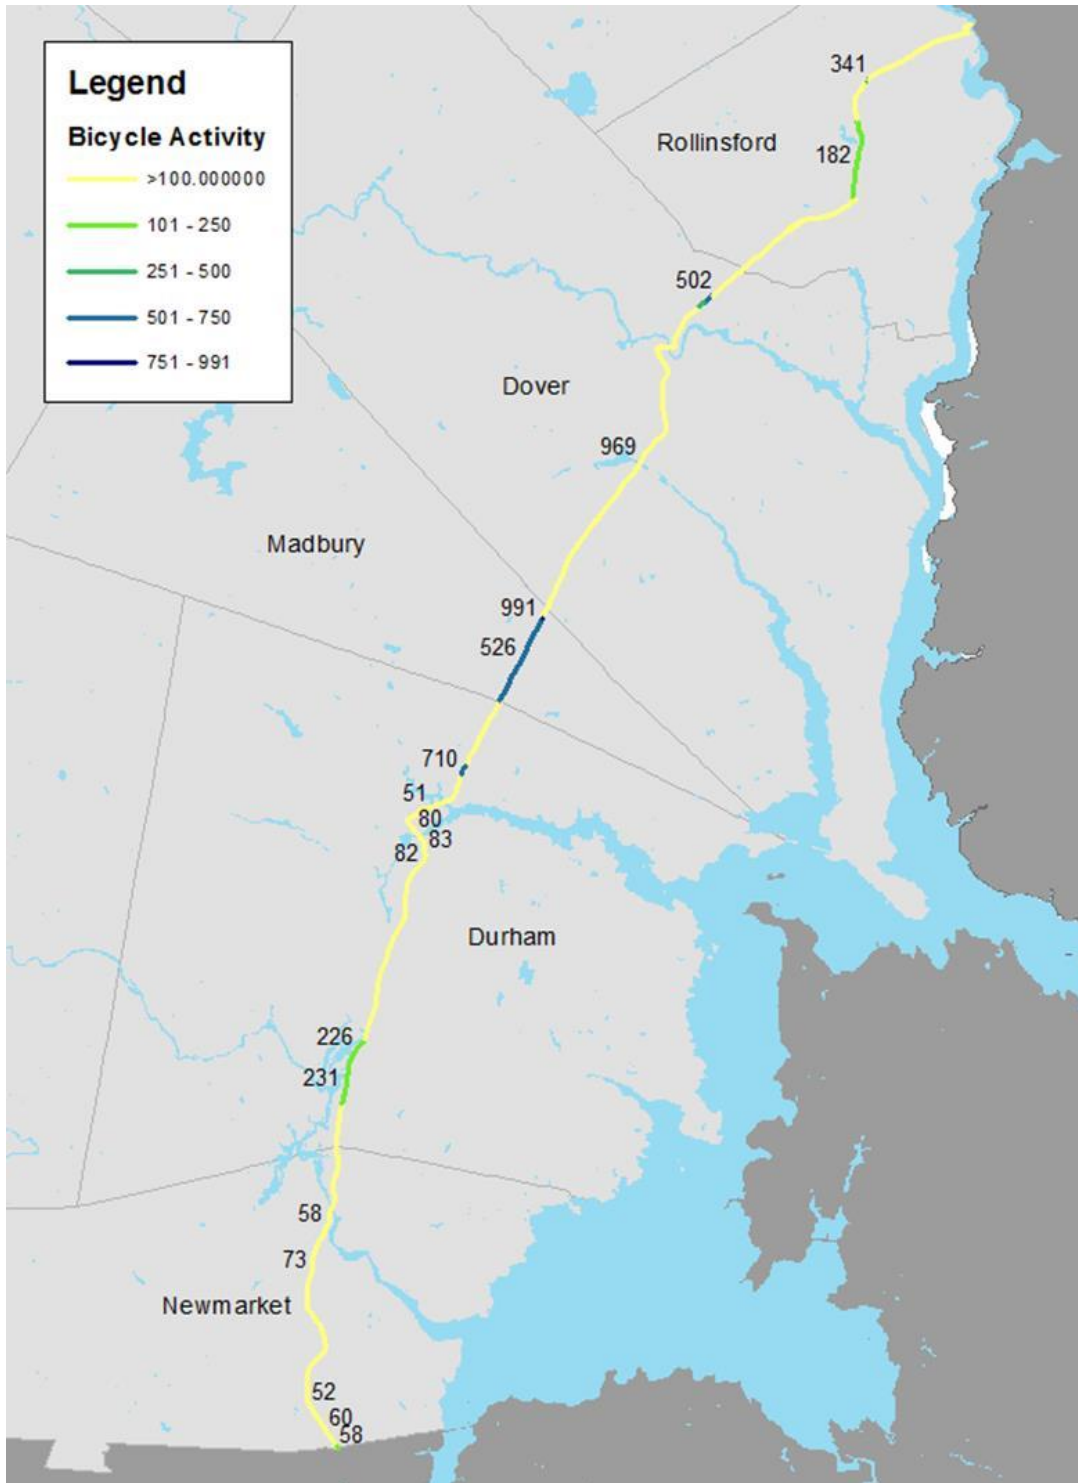 Legend
Bicycle Activity
>100.000000
101 - 250
251 - 500
501 - 750
751 - 991
341
Rollinsford
182
502
Dover
969
Madbury
991
526
710
51
80
83
82
Durham
226
231
58
73
Newmarket
52
60
58